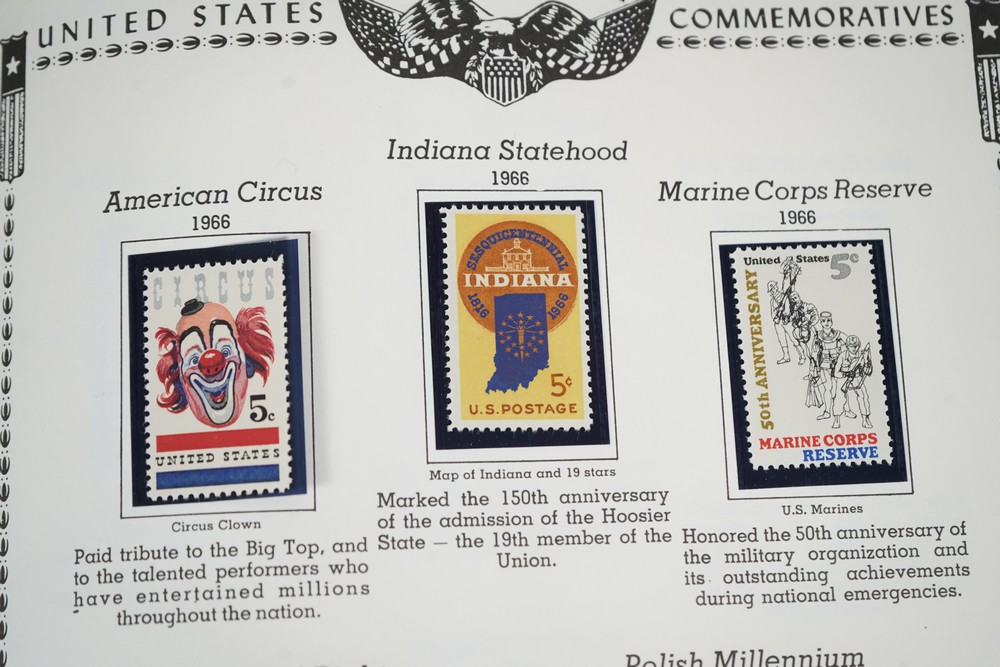 UNITED STATES COMMEMORATIVES
American Circus
1966
CIRCUS
5c
UNITED STATES
Circus Clown
Paid tribute to the Big Top, and
to the talented performers who
have entertained millions
throughout the nation.
Indiana Statehood
1966
SESQUICENTENNIAL
INDIANA
1816 1966
5¢
U.S. POSTAGE
Map of Indiana and 19 stars
Marked the 150th anniversary
of the admission of the Hoosier
State — the 19th member of the
Union.
Marine Corps Reserve
1966
United States 5c
50th ANNIVERSARY
MARINE CORPS
RESERVE
U.S. Marines
Honored the 50th anniversary of
the military organization and
its outstanding achievements
during national emergencies.
Polish Millennium